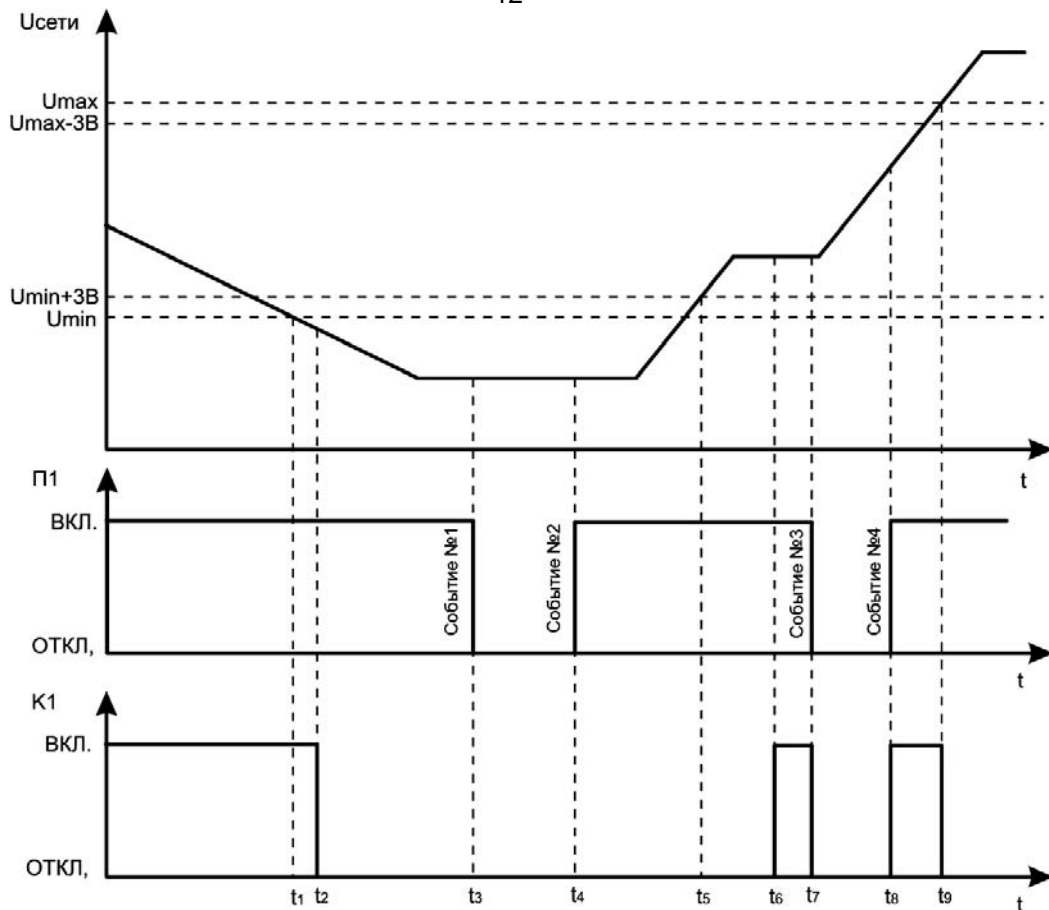 12
Uсети
Umax
Umax-3В
Umin+3В
Umin
t
П1
ВКЛ.
Событие №1
Событие №2
Событие №3
Событие №4
ОТКЛ,
t
К1
ВКЛ.
ОТКЛ,
t1 t2 t3 t4 t5 t6 t7 t8 t9
t